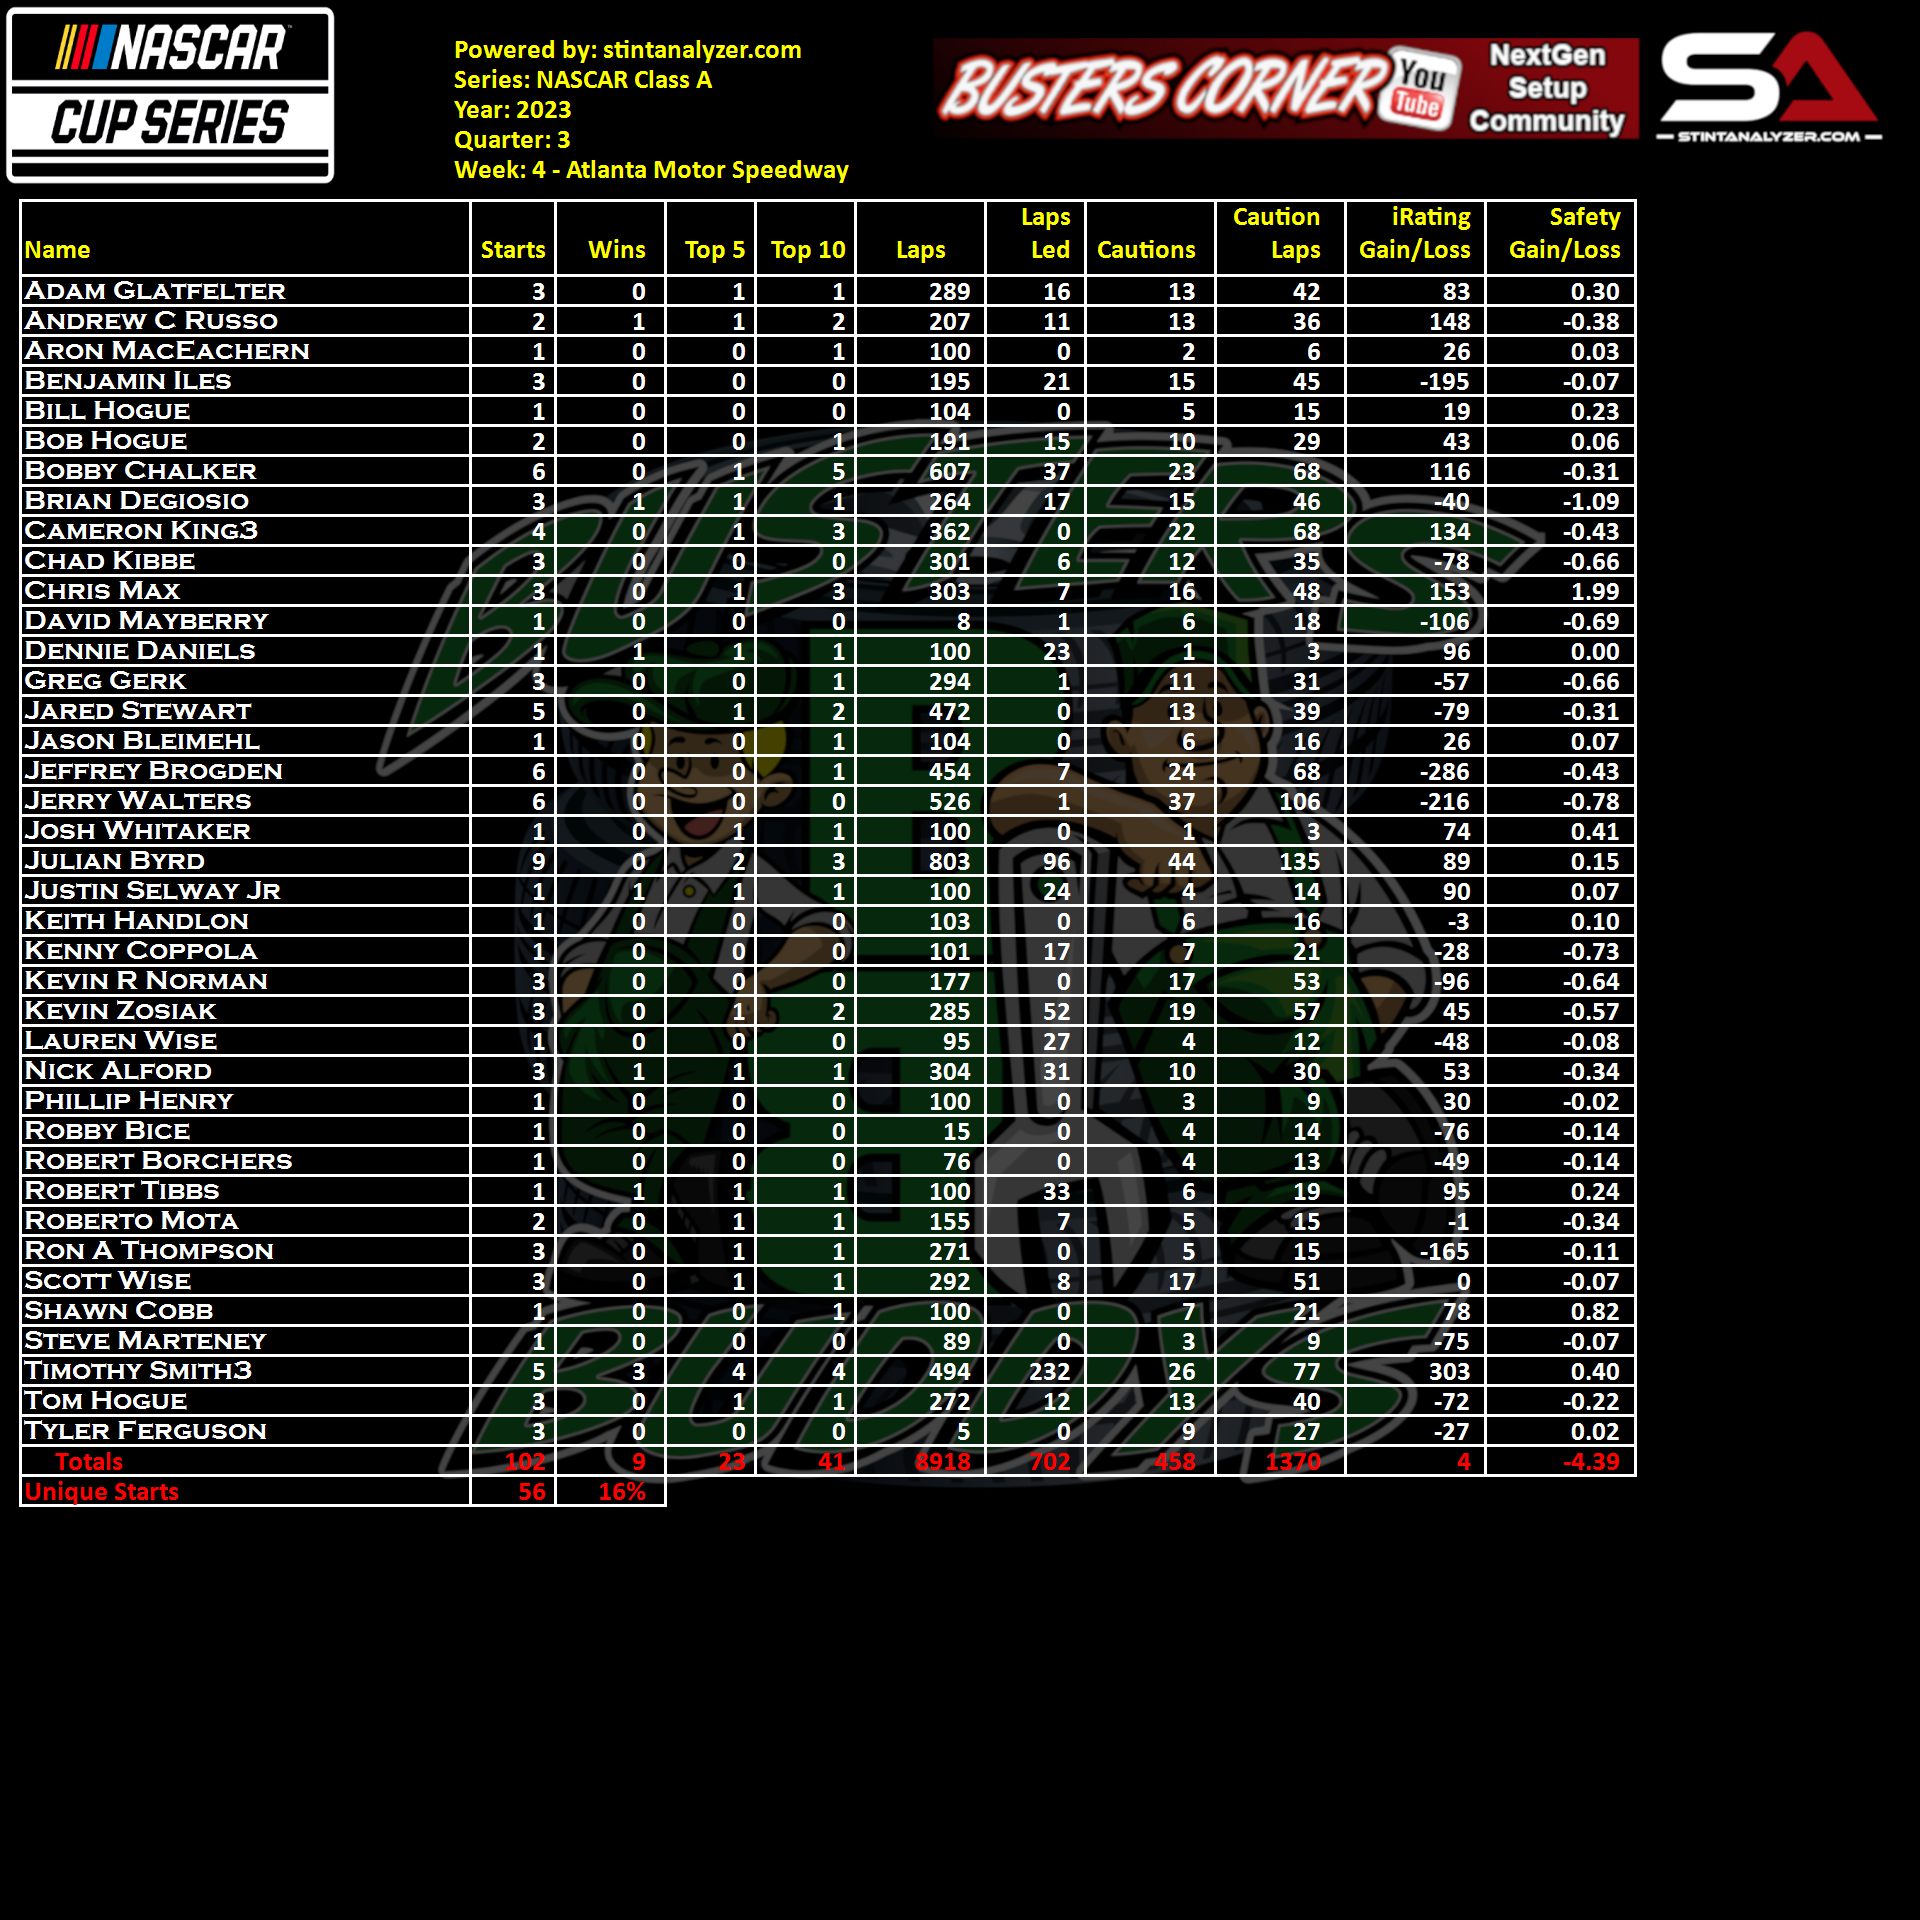 NASCAR
CUP SERIES
Powered by: stintanalyzer.com
Series: NASCAR Class A
Year: 2023
Quarter: 3
Week: 4 - Atlanta Motor Speedway
BUSTERS CORNER You Tube
NextGen
Setup
Community
SA
STINTANALYZER.COM
Name Starts Wins Top 5 Top 10 Laps Laps Led Cautions Caution Laps iRating Gain/Loss Safety Gain/Loss
Adam Glatfelter 3 0 1 1 289 16 13 42 83 0.30
Andrew C Russo 2 1 1 2 207 11 13 36 148 -0.38
Aron MacEachern 1 0 0 1 100 0 2 6 26 0.03
Benjamin Iles 3 0 0 0 195 21 15 45 -195 -0.07
Bill Hogue 1 0 0 0 104 0 5 15 19 0.23
Bob Hogue 2 0 0 1 191 15 10 29 43 0.06
Bobby Chalker 6 0 1 5 607 37 23 68 116 -0.31
Brian Degiosio 3 1 1 1 264 17 15 46 -40 -1.09
Cameron King3 4 0 1 3 362 0 22 68 134 -0.43
Chad Kibbe 3 0 0 0 301 6 12 35 -78 -0.66
Chris Max 3 0 1 3 303 7 16 48 153 1.99
David Mayberry 1 0 0 0 8 1 6 18 -106 -0.69
Dennie Daniels 1 1 1 1 100 23 1 3 96 0.00
Greg Gerk 3 0 0 1 294 1 11 31 -57 -0.66
Jared Stewart 5 0 1 2 472 0 13 39 -79 -0.31
Jason Bleimehl 1 0 0 1 104 0 6 16 26 0.07
Jeffrey Brogden 6 0 0 1 454 7 24 68 -286 -0.43
Jerry Walters 6 0 0 0 526 1 37 106 -216 -0.78
Josh Whitaker 1 0 1 1 100 0 1 3 74 0.41
Julian Byrd 9 0 2 3 803 96 44 135 89 0.15
Justin Selway Jr 1 1 1 1 100 24 4 14 90 0.07
Keith Handlon 1 0 0 0 103 0 6 16 -3 0.10
Kenny Coppola 1 0 0 0 101 17 7 21 -28 -0.73
Kevin R Norman 3 0 0 0 177 0 17 53 -96 -0.64
Kevin Zosiak 3 0 1 2 285 52 19 57 45 -0.57
Lauren Wise 1 0 0 0 95 27 4 12 -48 -0.08
Nick Alford 3 1 1 1 304 31 10 30 53 -0.34
Phillip Henry 1 0 0 0 100 0 3 9 30 -0.02
Robby Bice 1 0 0 0 15 0 4 14 -76 -0.14
Robert Borchers 1 0 0 0 76 0 4 13 -49 -0.14
Robert Tibbs 1 1 1 1 100 33 6 19 95 0.24
Roberto Mota 2 0 1 1 155 7 5 15 -1 -0.34
Ron A Thompson 3 0 1 1 271 0 5 15 -165 -0.11
Scott Wise 3 0 1 1 292 8 17 51 0 -0.07
Shawn Cobb 1 0 0 1 100 0 7 21 78 0.82
Steve Marteney 1 0 0 0 89 0 3 9 -75 -0.07
Timothy Smith3 5 3 4 4 494 232 26 77 303 0.40
Tom Hogue 3 0 1 1 272 12 13 40 -72 -0.22
Tyler Ferguson 3 0 0 0 5 0 9 27 -27 0.02
Totals 102 9 23 41 8918 702 458 1370 4 -4.39
Unique Starts 56 16%
BUSTERS
BUDDYS